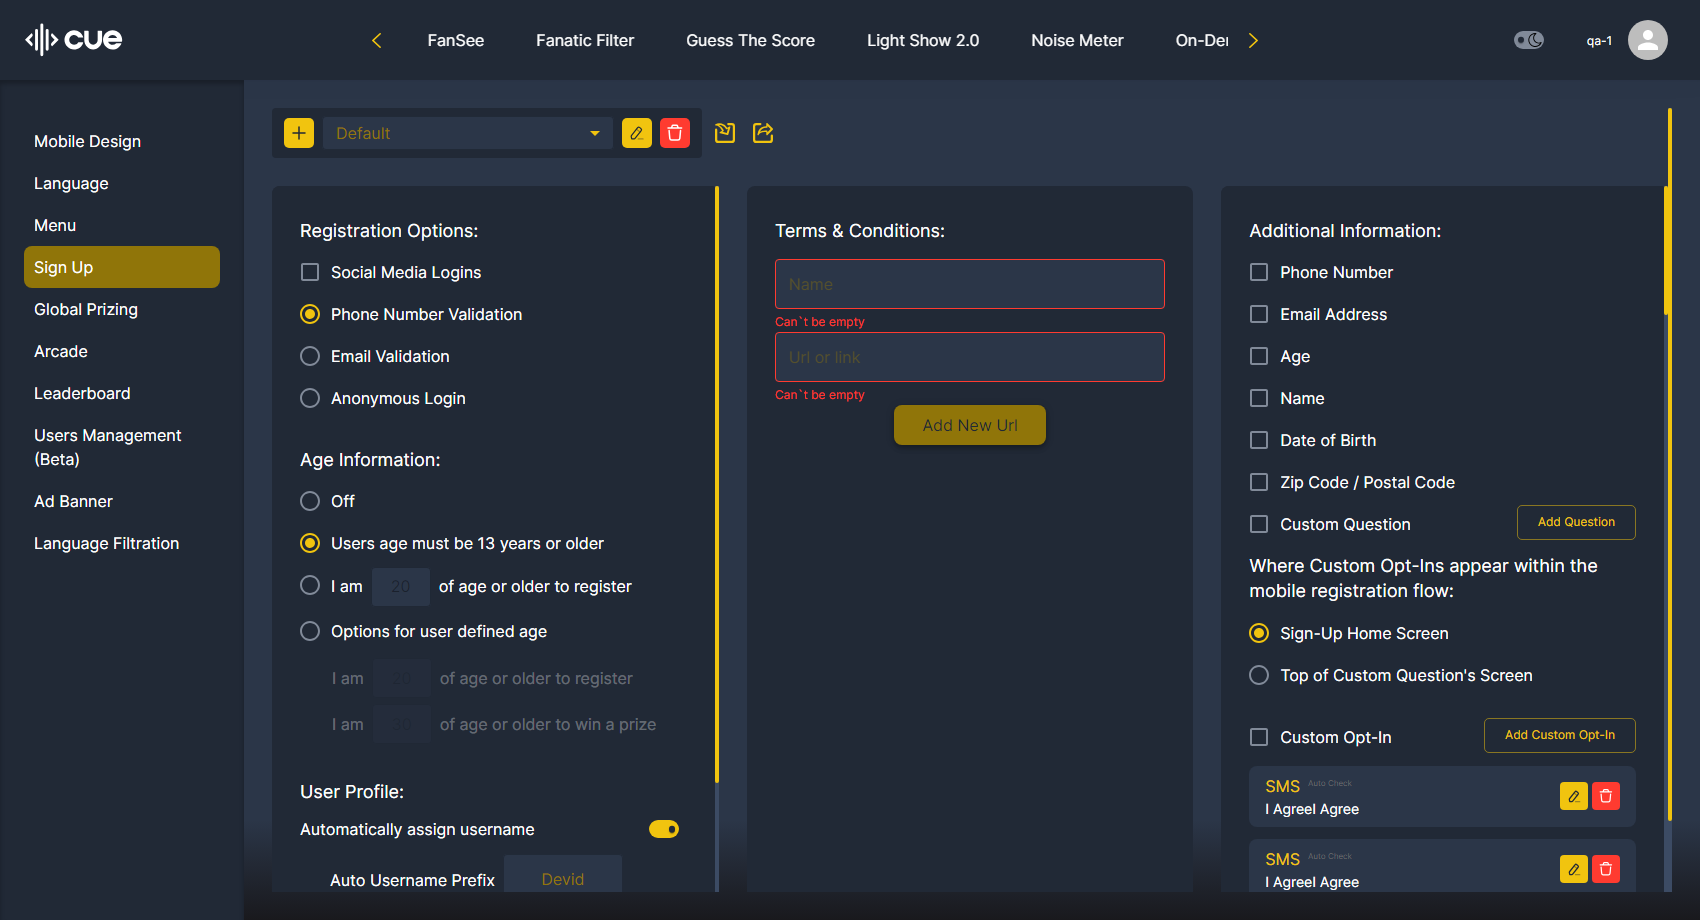 cue
FanSee
Fanatic Filter
Guess The Score
Light Show 2.0
Noise Meter
On-De
qa-1
Mobile Design
Language
Menu
Sign Up
Global Prizing
Arcade
Leaderboard
Users Management
(Beta)
Ad Banner
Language Filtration
Default
Registration Options:
Social Media Logins
Phone Number Validation
Email Validation
Anonymous Login
Age Information:
Off
Users age must be 13 years or older
I am 20 of age or older to register
Options for user defined age
I am 20 of age or older to register
I am of age or older to win a prize
User Profile:
Automatically assign username
Auto Username Prefix Devid
Terms & Conditions:
Name
Can`t be empty
Url or link
Can`t be empty
Add New Url
Additional Information:
Phone Number
Email Address
Age
Name
Date of Birth
Zip Code / Postal Code
Custom Question
Add Question
Where Custom Opt-Ins appear within the
mobile registration flow:
Sign-Up Home Screen
Top of Custom Question's Screen
Custom Opt-In
Add Custom Opt-In
SMS Auto Check
I AgreeI Agree
SMS Auto Check
I AgreeI Agree